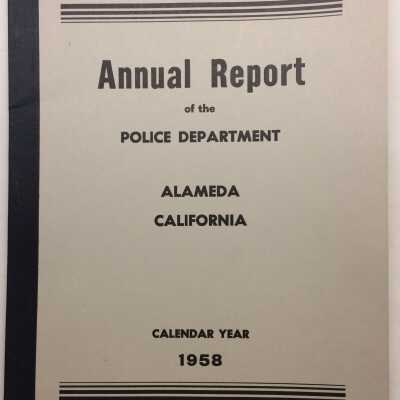 Annual Report
of the
POLICE DEPARTMENT
ALAMEDA
CALIFORNIA
CALENDAR YEAR
1958